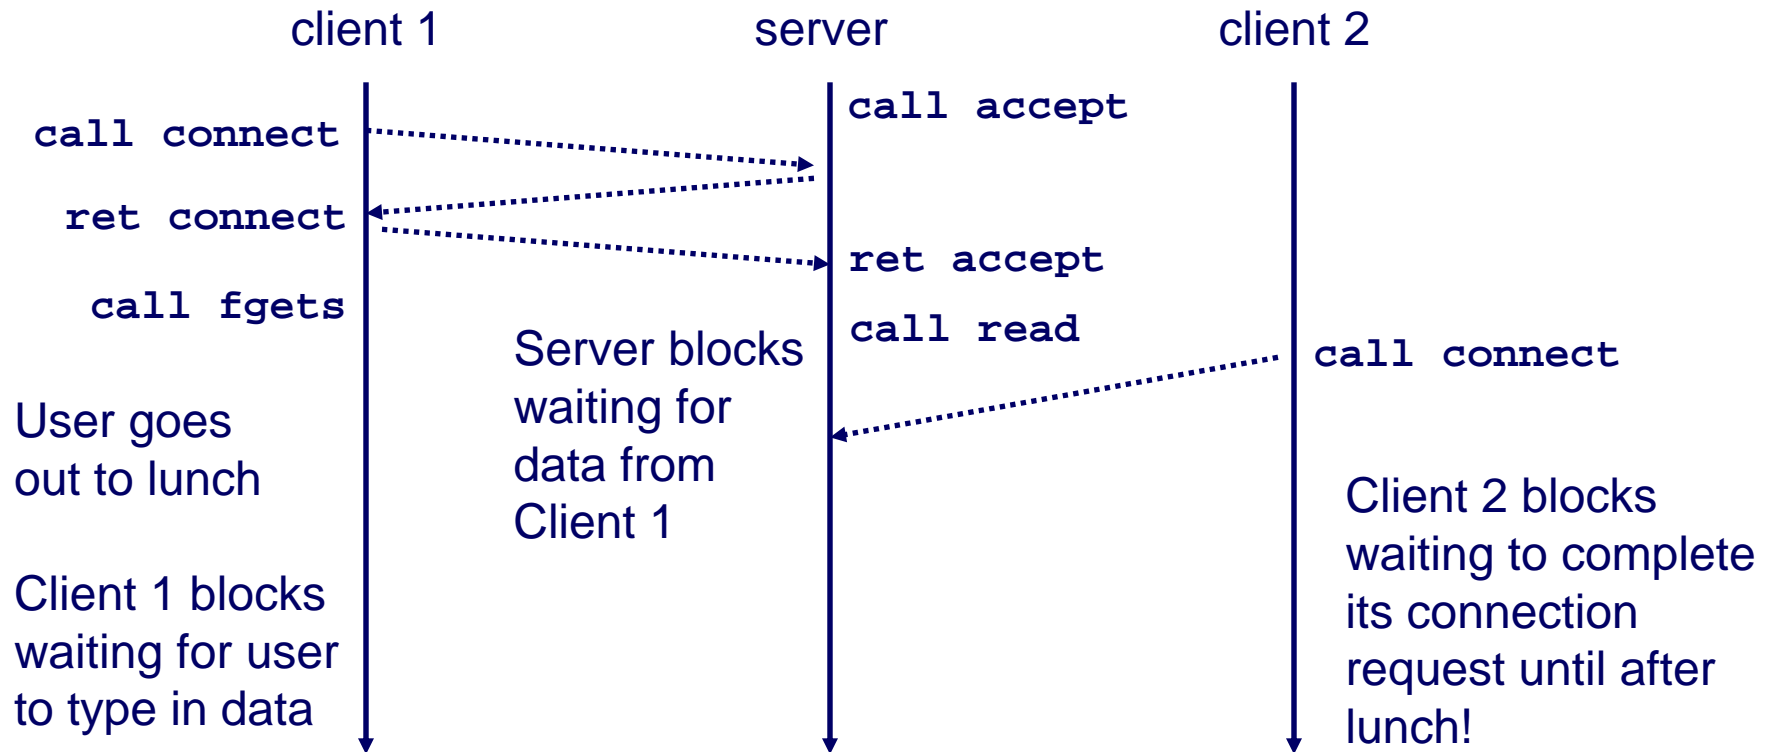 client 1
server
client 2
call accept
call connect
ret connect
ret accept
call fgets
call read
call connect
Server blocks
waiting for
data from
Client 1
User goes
out to lunch
Client 1 blocks
waiting for user
to type in data
Client 2 blocks
waiting to complete
its connection
request until after
lunch!